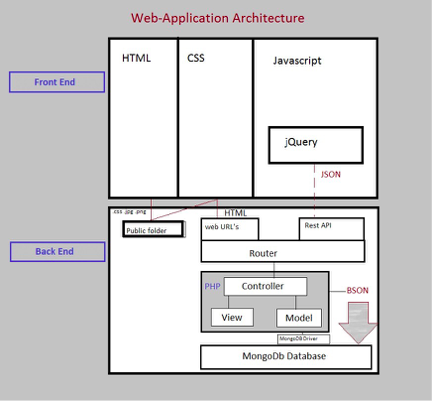 Web-Application Architecture
HTML
CSS
Javascript
Front End
jQuery
JSON
.css .jpg .png
HTML
Public folder
web URL's
Rest API
Back End
Router
PHP
Controller
BSON
View
Model
MongoDB Driver
MongoDb Database